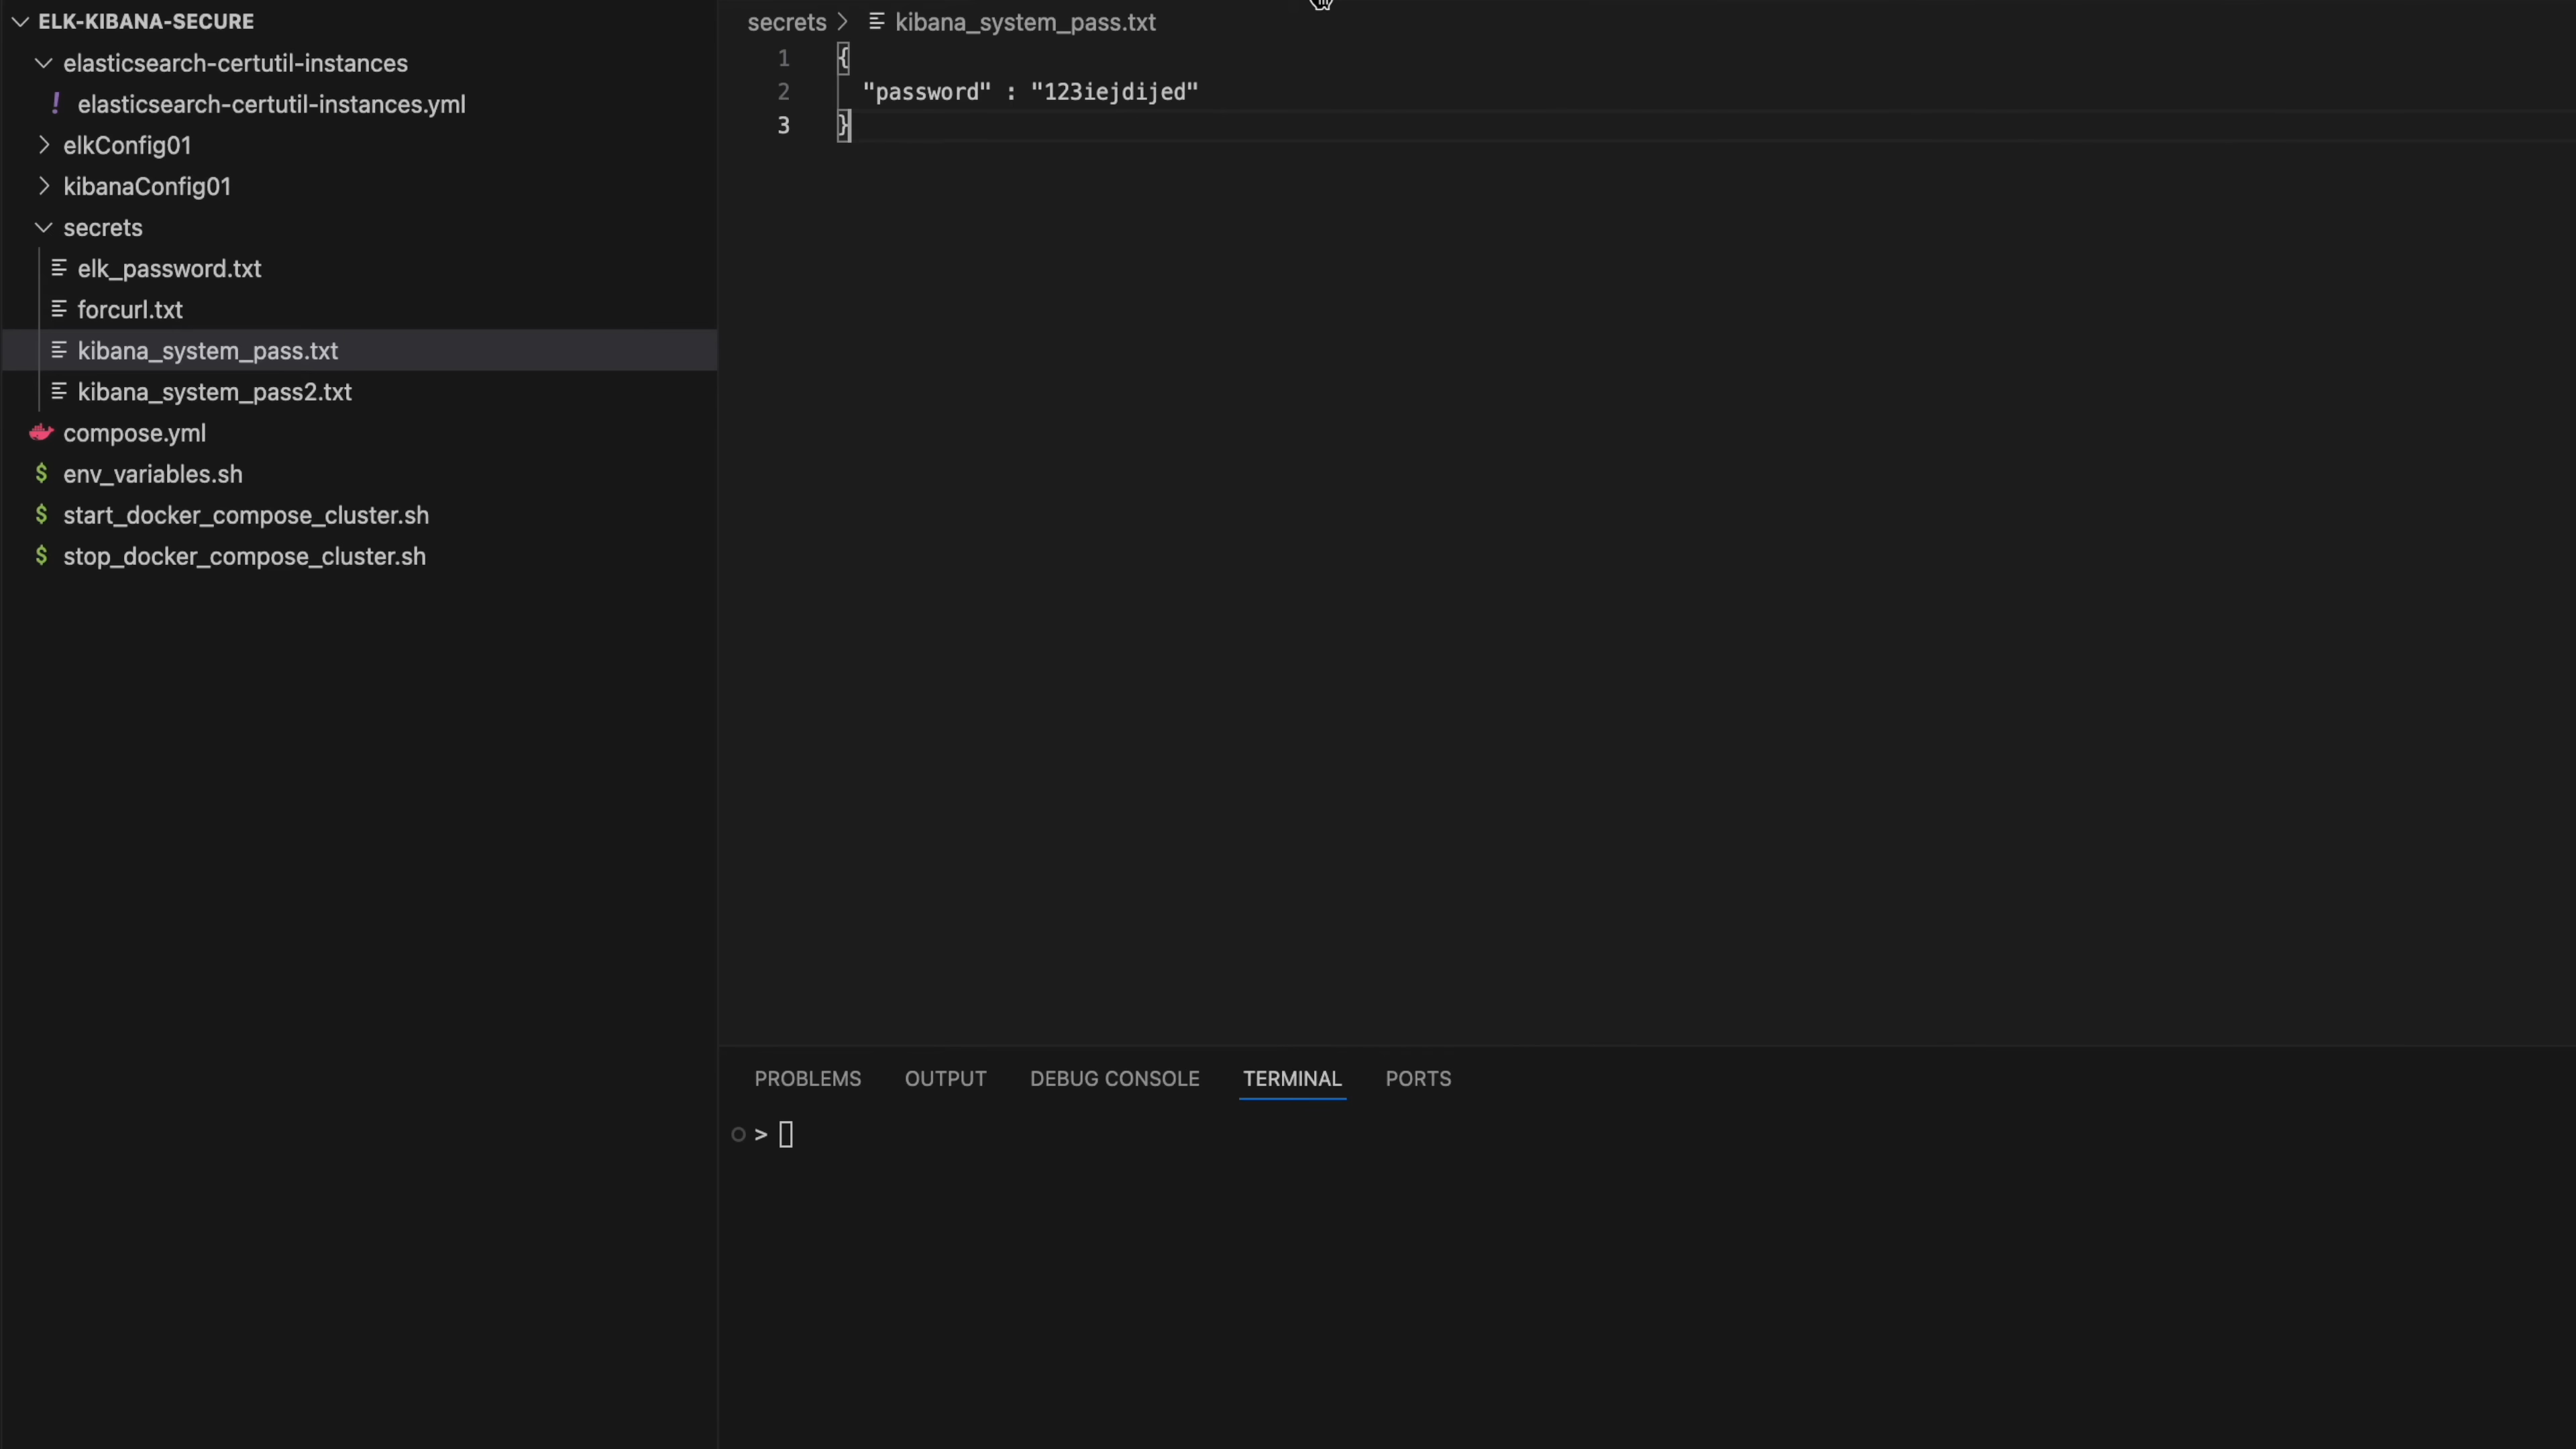 ELK-KIBANA-SECURE
elasticsearch-certutil-instances
! elasticsearch-certutil-instances.yml
elkConfig01
kibanaConfig01
secrets
elk_password.txt
forcurl.txt
kibana_system_pass.txt
kibana_system_pass2.txt
compose.yml
$ env_variables.sh
$ start_docker_compose_cluster.sh
$ stop_docker_compose_cluster.sh
secrets > kibana_system_pass.txt
1 {
2 "password" : "123iejdijed"
3 }
PROBLEMS OUTPUT DEBUG CONSOLE TERMINAL PORTS
>